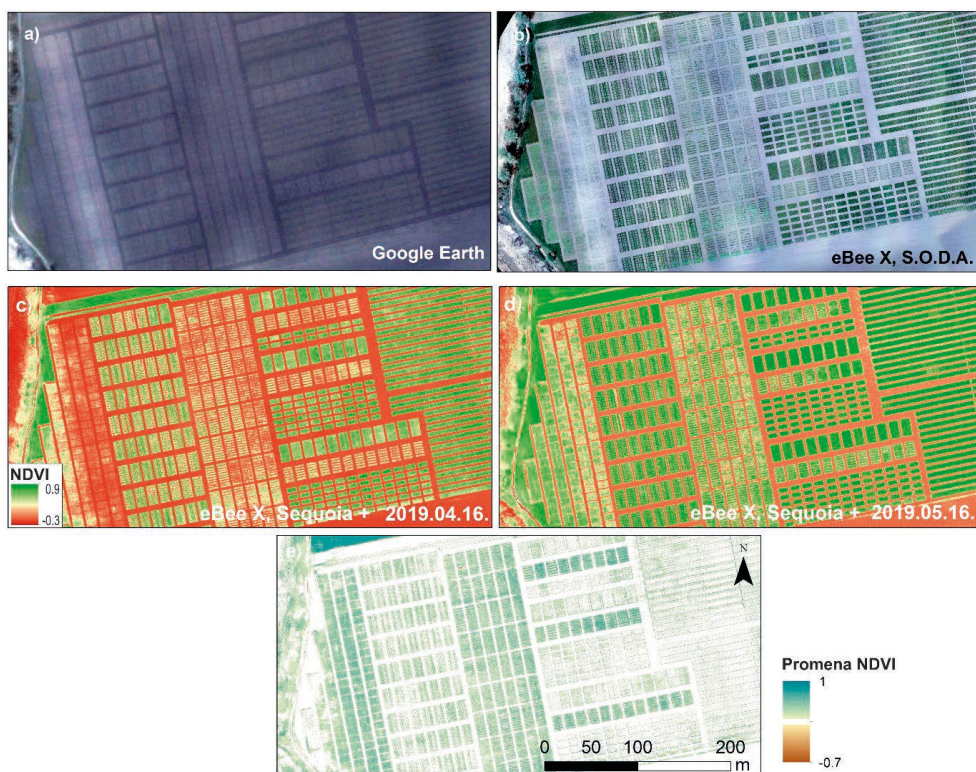 a)
Google Earth
b)
eBee X, S.O.D.A.
c)
NDVI
0.9
-0.3
eBee X, Sequoia + 2019.04.16.
d)
eBee X, Sequoia + 2019.05.16.
e)
N
0 50 100 200
m
Promena NDVI
1
-0.7